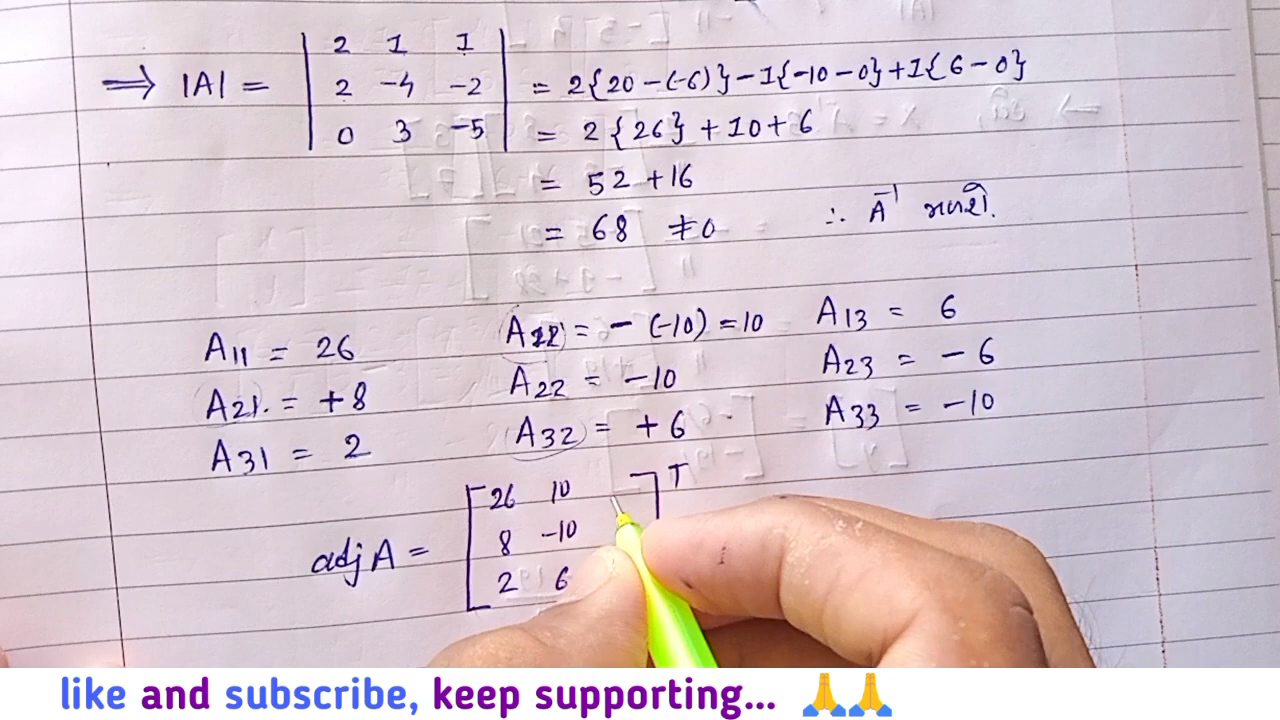 ⟹ |A| = | 2 1 1 | = 2{20 - (-6)} - 1{-10 - 0} + 1{6 - 0}
| 2 -4 -2 |
| 0 3 -5 | = 2{26} + 10 + 6
= 52 + 16
= 68 ≠ 0 ∴ A⁻¹ મળશે.
A11 = 26 A12 = - (-10) = 10 A13 = 6
A21 = +8 A22 = -10 A23 = -6
A31 = 2 A32 = +6 A33 = -10
adj A = [ 26 10 ]T
8 -10
2 6
like and subscribe, keep supporting... 🙏🙏